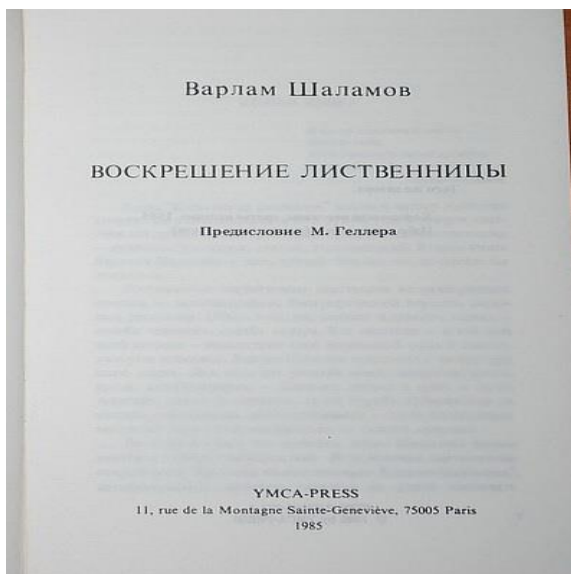 Варлам Шаламов
ВОСКРЕШЕНИЕ ЛИСТВЕННИЦЫ
Предисловие М. Геллера
YMCA-PRESS
11, rue de la Montagne Sainte-Geneviève, 75005 Paris
1985